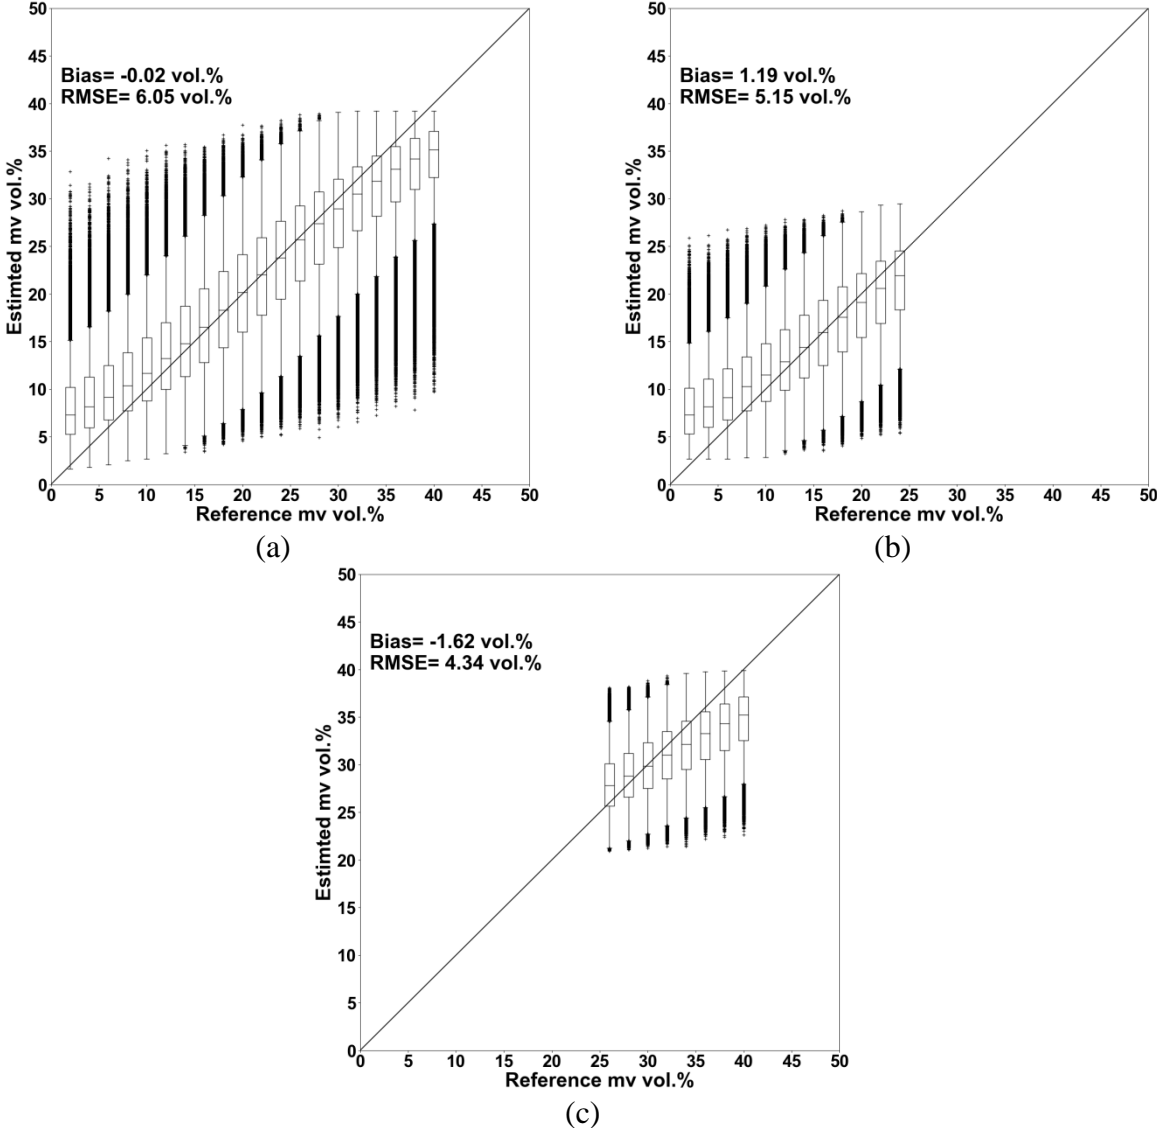 50
45
Bias= -0.02 vol.%
RMSE= 6.05 vol.%
40
35
30
25
20
15
10
5
0
Estimted mv vol.%
0 5 10 15 20 25 30 35 40 45 50
Reference mv vol.%
(a)
50
45
Bias= 1.19 vol.%
RMSE= 5.15 vol.%
40
35
30
25
20
15
10
5
0
Estimted mv vol.%
0 5 10 15 20 25 30 35 40 45 50
Reference mv vol.%
(b)
50
45
Bias= -1.62 vol.%
RMSE= 4.34 vol.%
40
35
30
25
20
15
10
5
0
Estimted mv vol.%
0 5 10 15 20 25 30 35 40 45 50
Reference mv vol.%
(c)